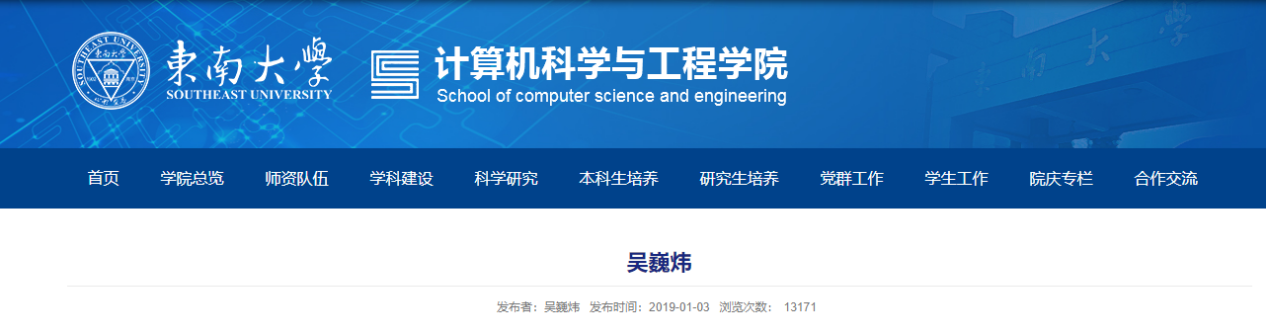 東南大學
SOUTHEAST UNIVERSITY
计算机科学与工程学院
School of computer science and engineering
首页 学院总览 师资队伍 学科建设 科学研究 本科生培养 研究生培养 党群工作 学生工作 院庆专栏 合作交流
吴巍炜
发布者：吴巍炜 发布时间：2019-01-03 浏览次数： 13171